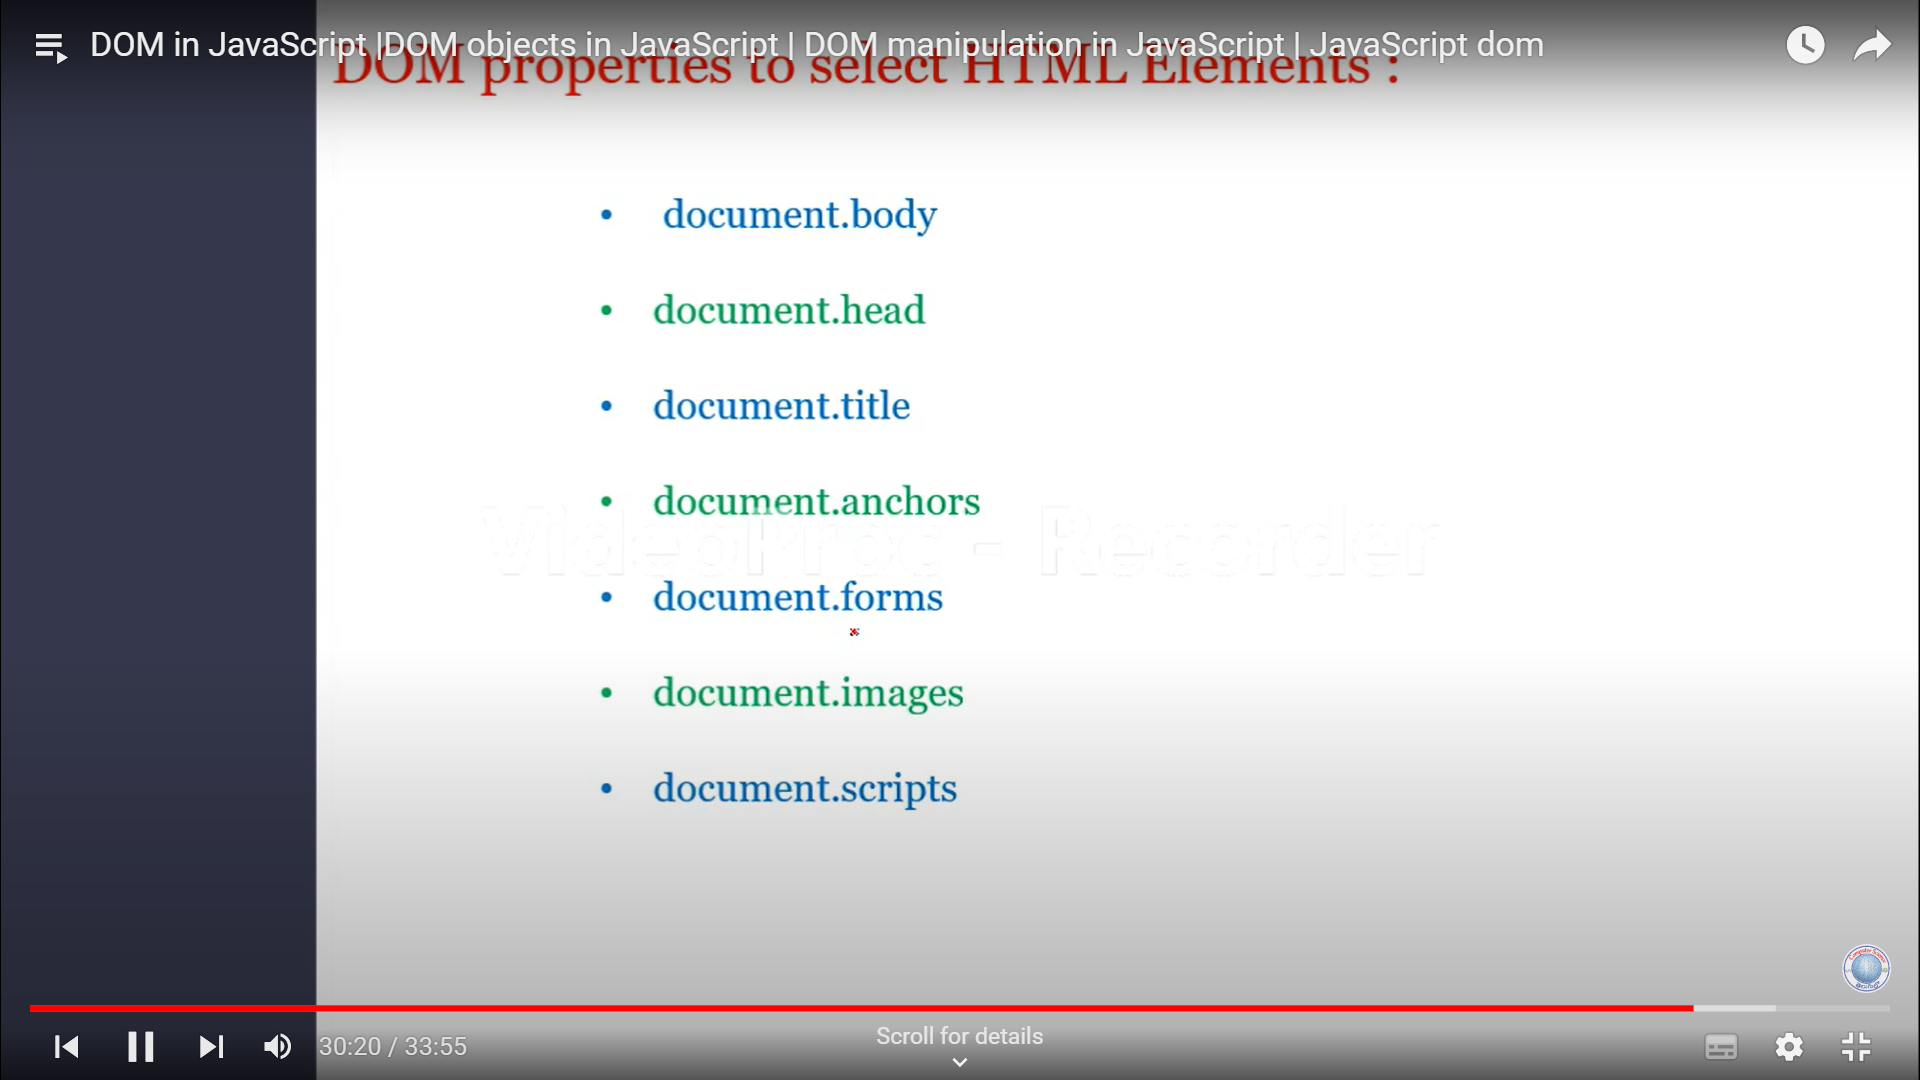 DOM in JavaScript |DOM objects in JavaScript | DOM manipulation in JavaScript | JavaScript dom
DOM properties to select HTML Elements :
• document.body
• document.head
• document.title
• document.anchors
VideoProc - Recorder
• document.forms
• document.images
• document.scripts
30:20 / 33:55
Scroll for details